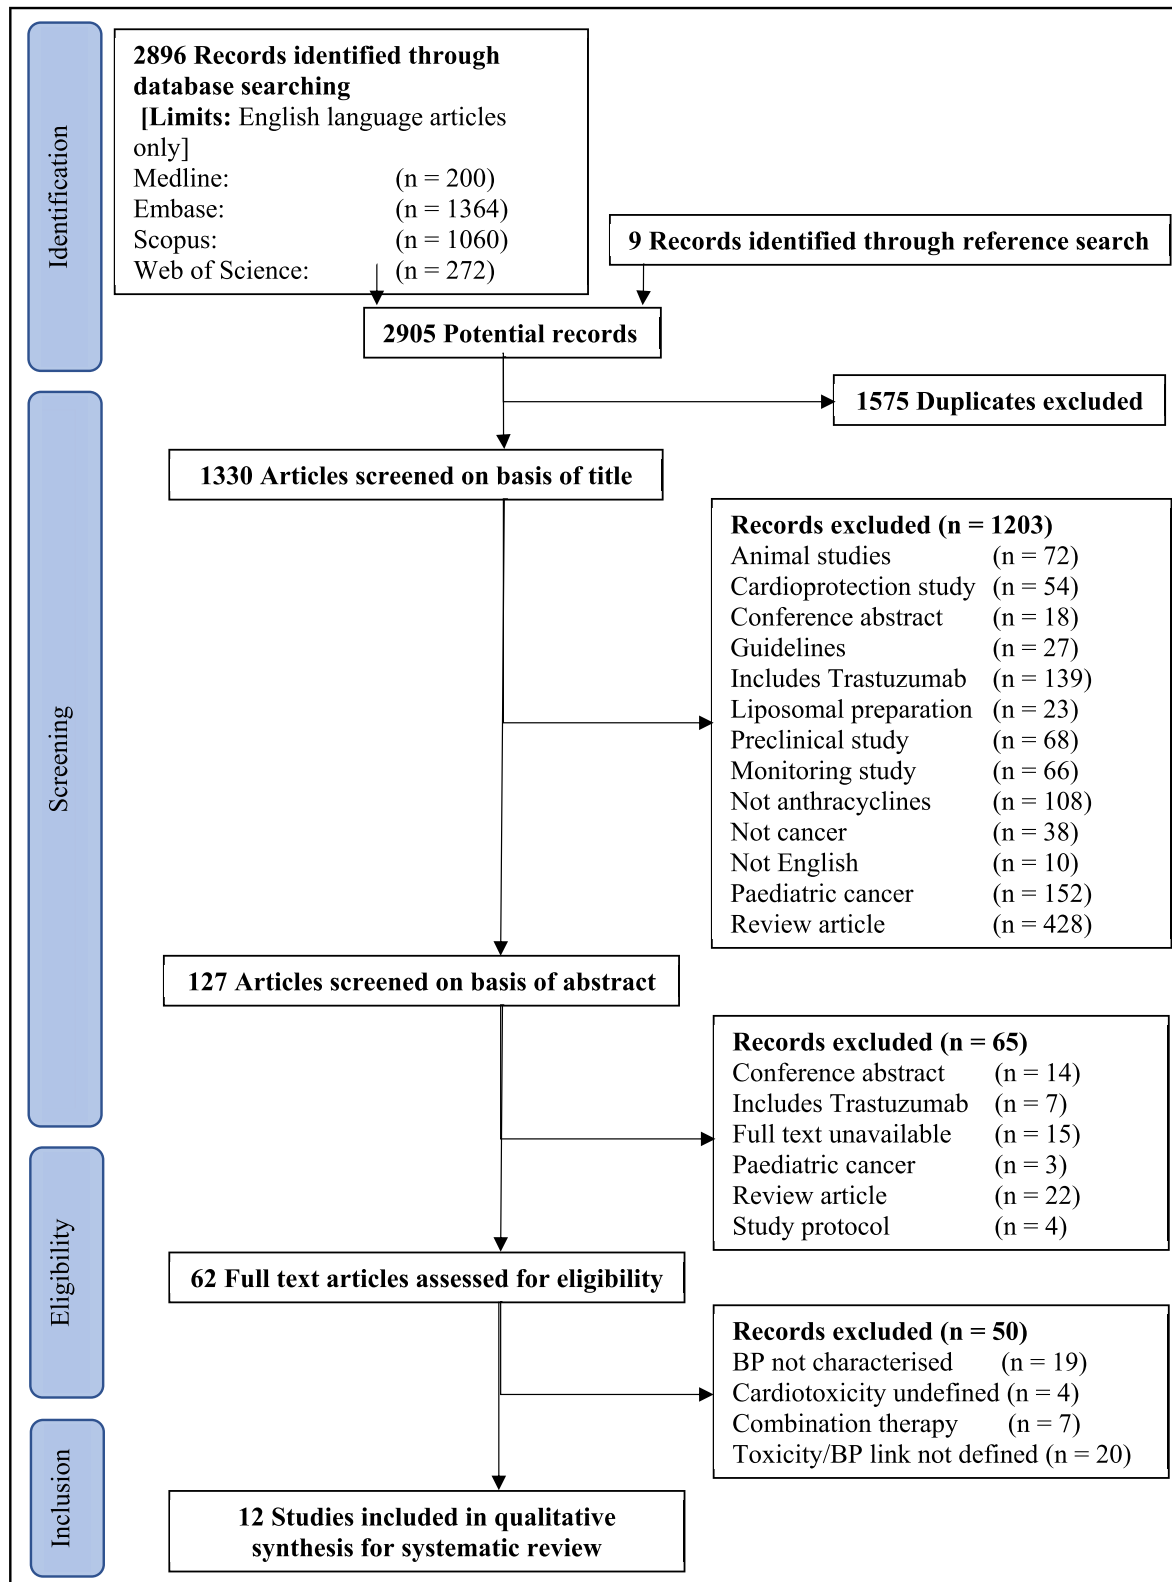 Identification
2896 Records identified through
database searching
[Limits: English language articles
only]
Medline: (n = 200)
Embase: (n = 1364)
Scopus: (n = 1060)
Web of Science: (n = 272)
9 Records identified through reference search
2905 Potential records
1575 Duplicates excluded
Screening
1330 Articles screened on basis of title
Records excluded (n = 1203)
Animal studies (n = 72)
Cardioprotection study (n = 54)
Conference abstract (n = 18)
Guidelines (n = 27)
Includes Trastuzumab (n = 139)
Liposomal preparation (n = 23)
Preclinical study (n = 68)
Monitoring study (n = 66)
Not anthracyclines (n = 108)
Not cancer (n = 38)
Not English (n = 10)
Paediatric cancer (n = 152)
Review article (n = 428)
127 Articles screened on basis of abstract
Records excluded (n = 65)
Conference abstract (n = 14)
Includes Trastuzumab (n = 7)
Full text unavailable (n = 15)
Paediatric cancer (n = 3)
Review article (n = 22)
Study protocol (n = 4)
Eligibility
62 Full text articles assessed for eligibility
Records excluded (n = 50)
BP not characterised (n = 19)
Cardiotoxicity undefined (n = 4)
Combination therapy (n = 7)
Toxicity/BP link not defined (n = 20)
Inclusion
12 Studies included in qualitative
synthesis for systematic review